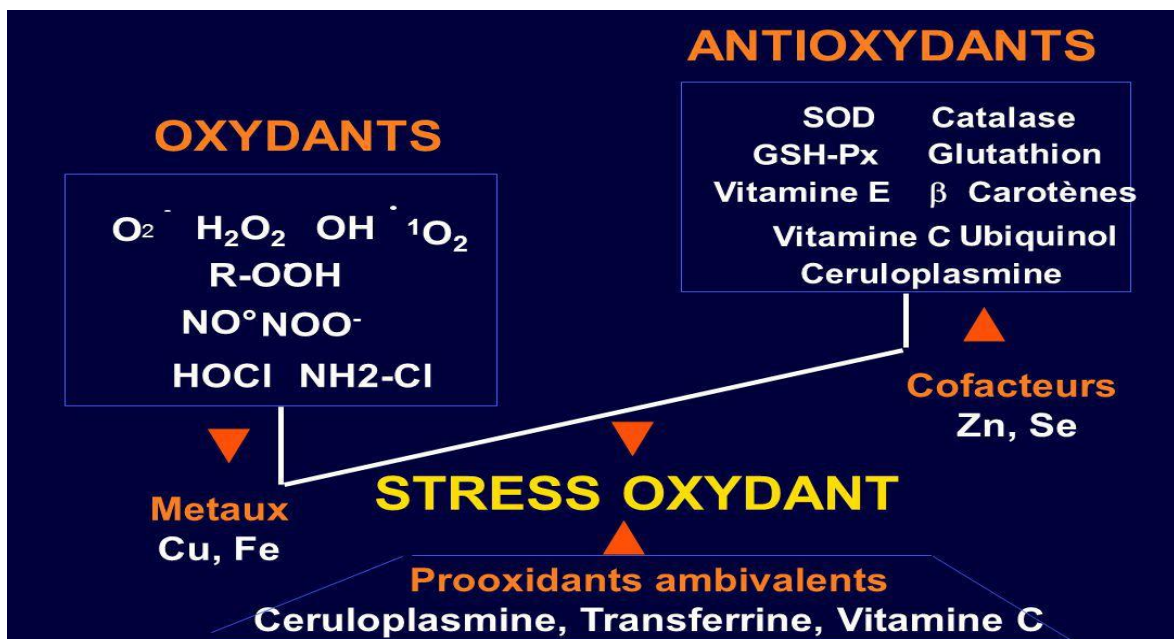 ANTIOXYDANTS
SOD Catalase
GSH-Px Glutathion
Vitamine E β Carotènes
Vitamine C Ubiquinol
Ceruloplasmine
OXYDANTS
O2 - H₂O₂ OH • ¹O₂
R-OOH
NO° NOO⁻
HOCl NH2-Cl
Cofacteurs
Zn, Se
STRESS OXYDANT
Metaux
Cu, Fe
Prooxidants ambivalents
Ceruloplasmine, Transferrine, Vitamine C